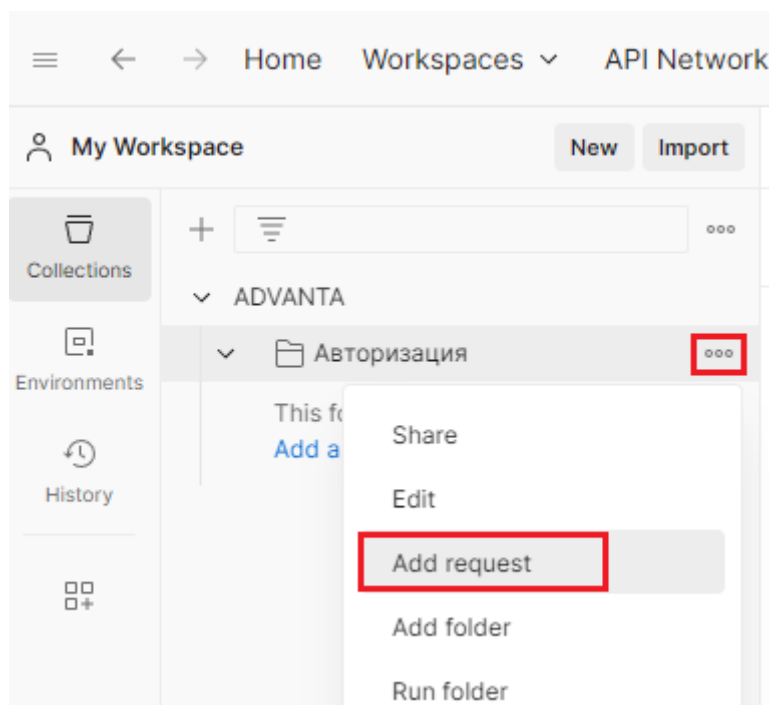 Home Workspaces API Network
My Workspace New Import
Collections
ADVANTA
Авторизация
Environments
This fo
Add a
History
Share
Edit
Add request
Add folder
Run folder